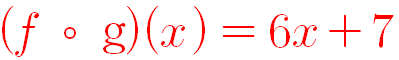 (f ∘ g)(x) = 6x + 7